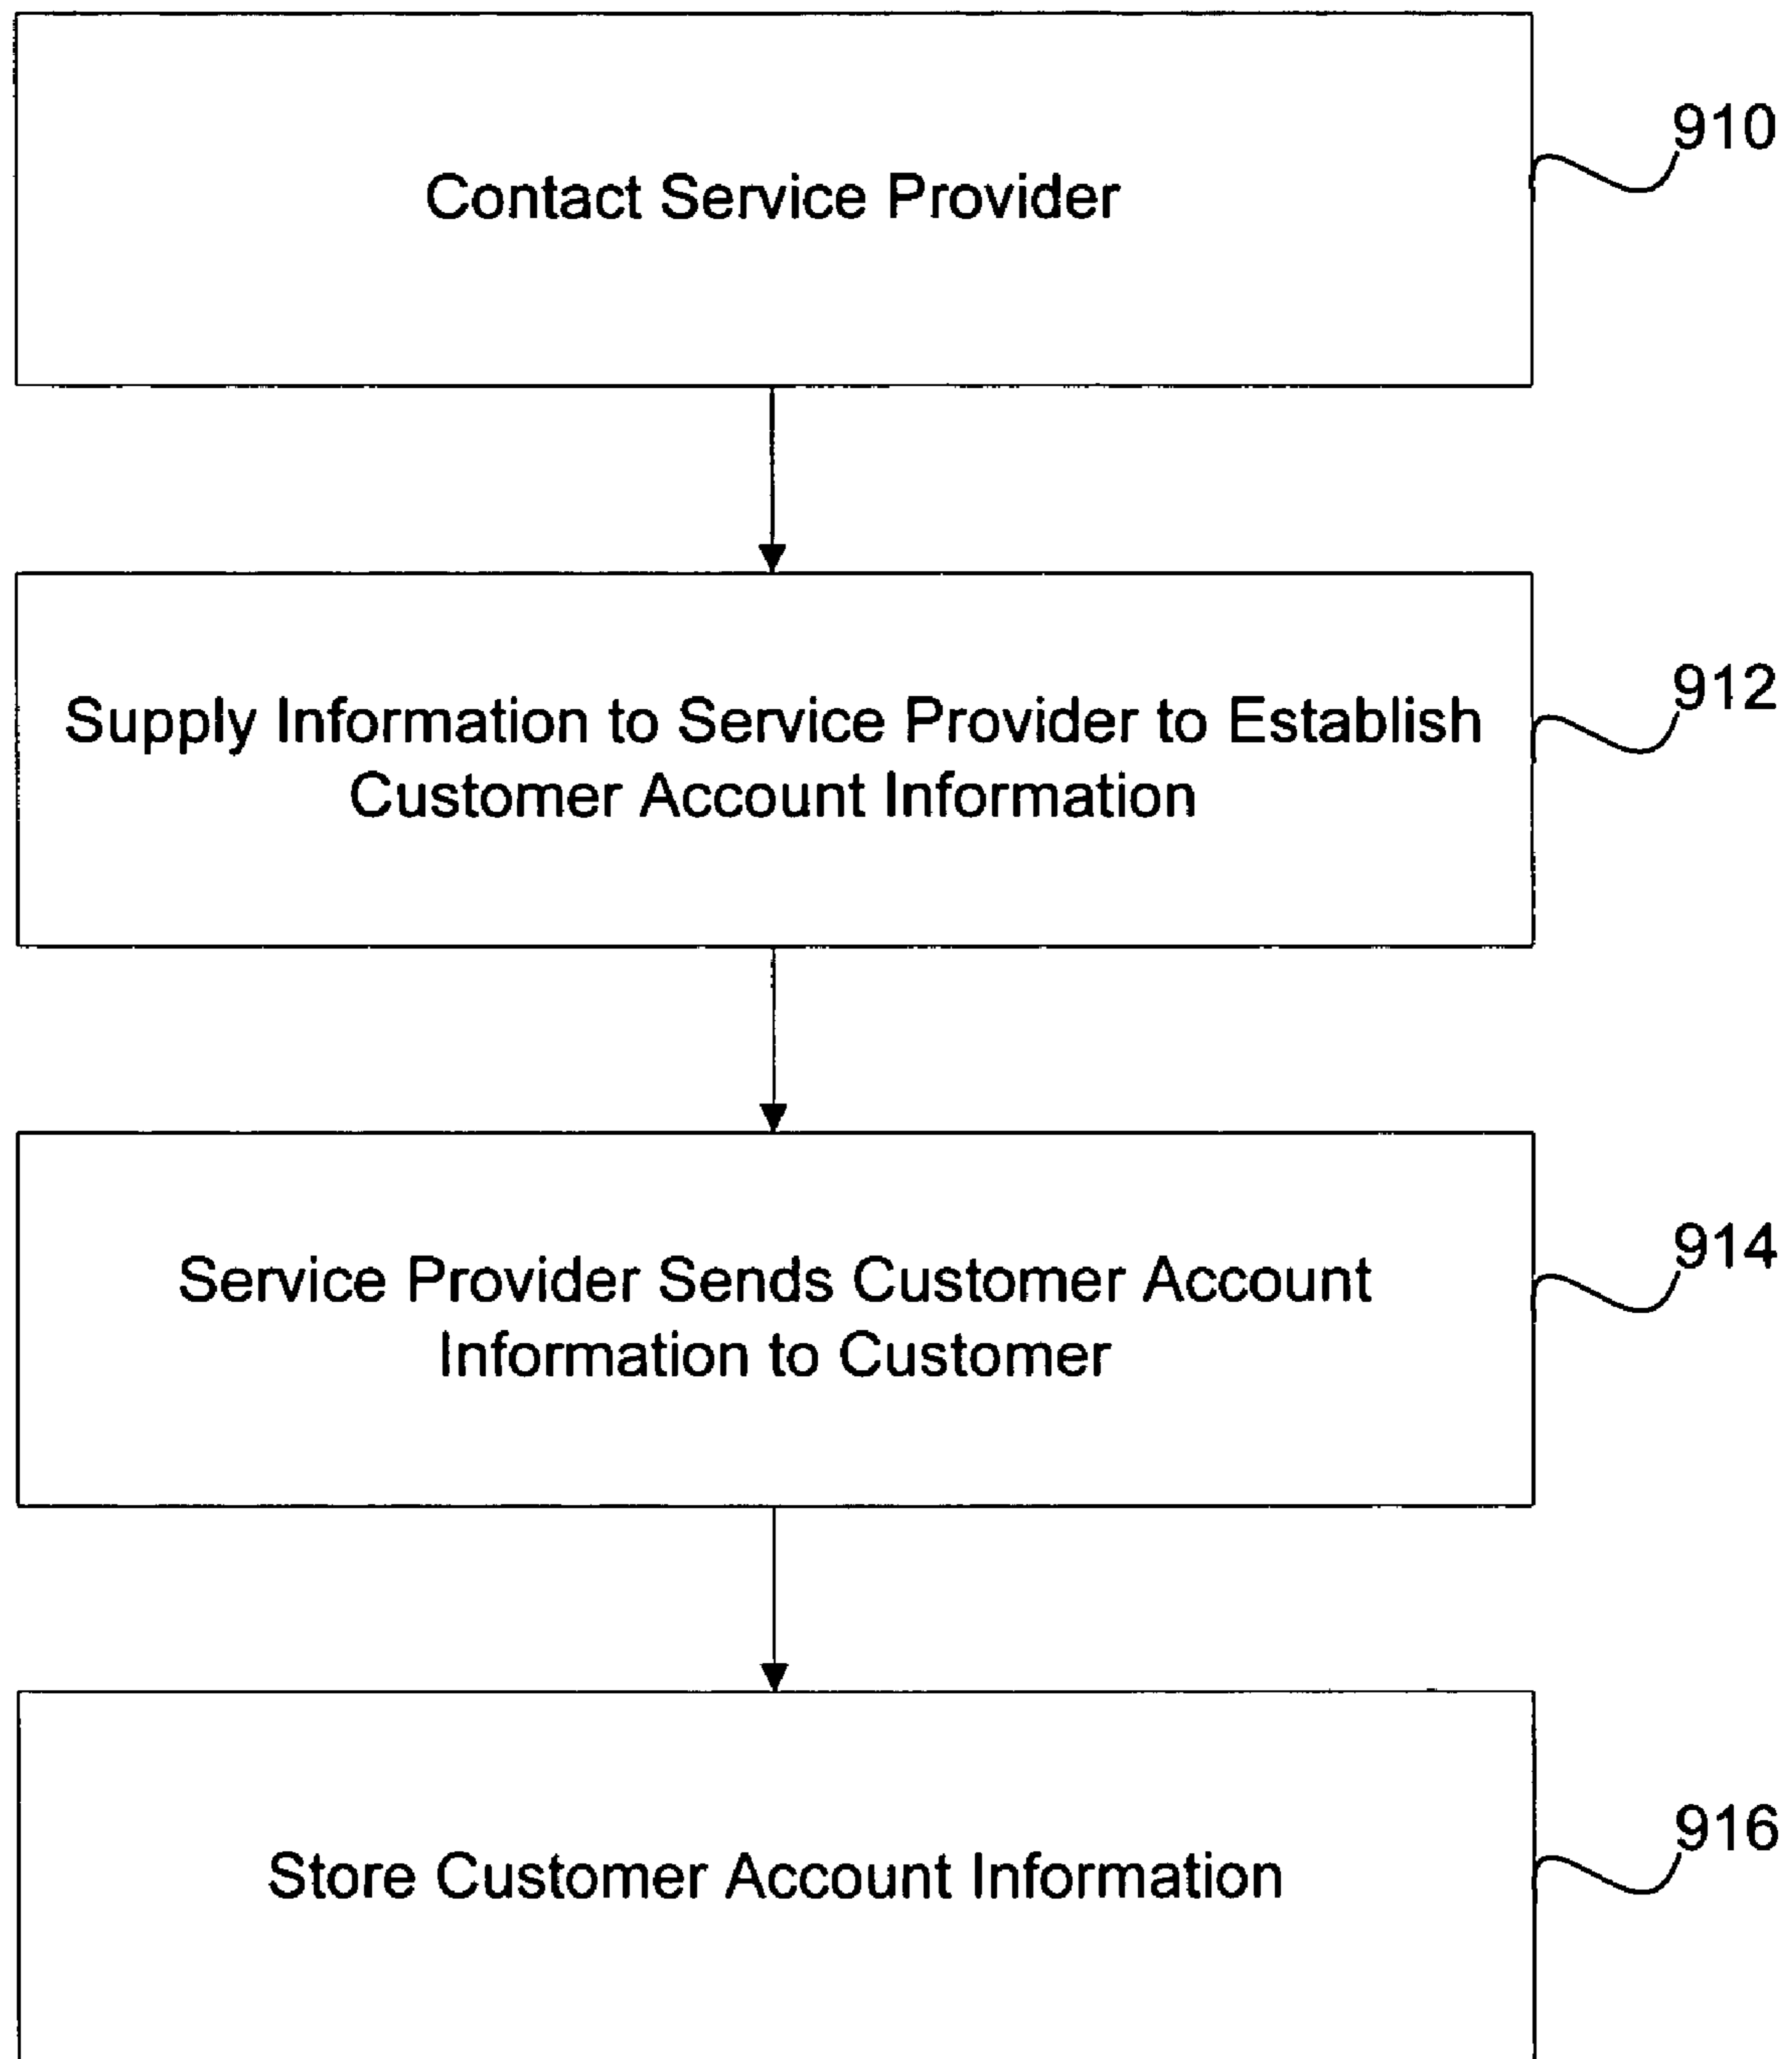 Contact Service Provider
910
Supply Information to Service Provider to Establish
Customer Account Information
912
Service Provider Sends Customer Account
Information to Customer
914
Store Customer Account Information
916